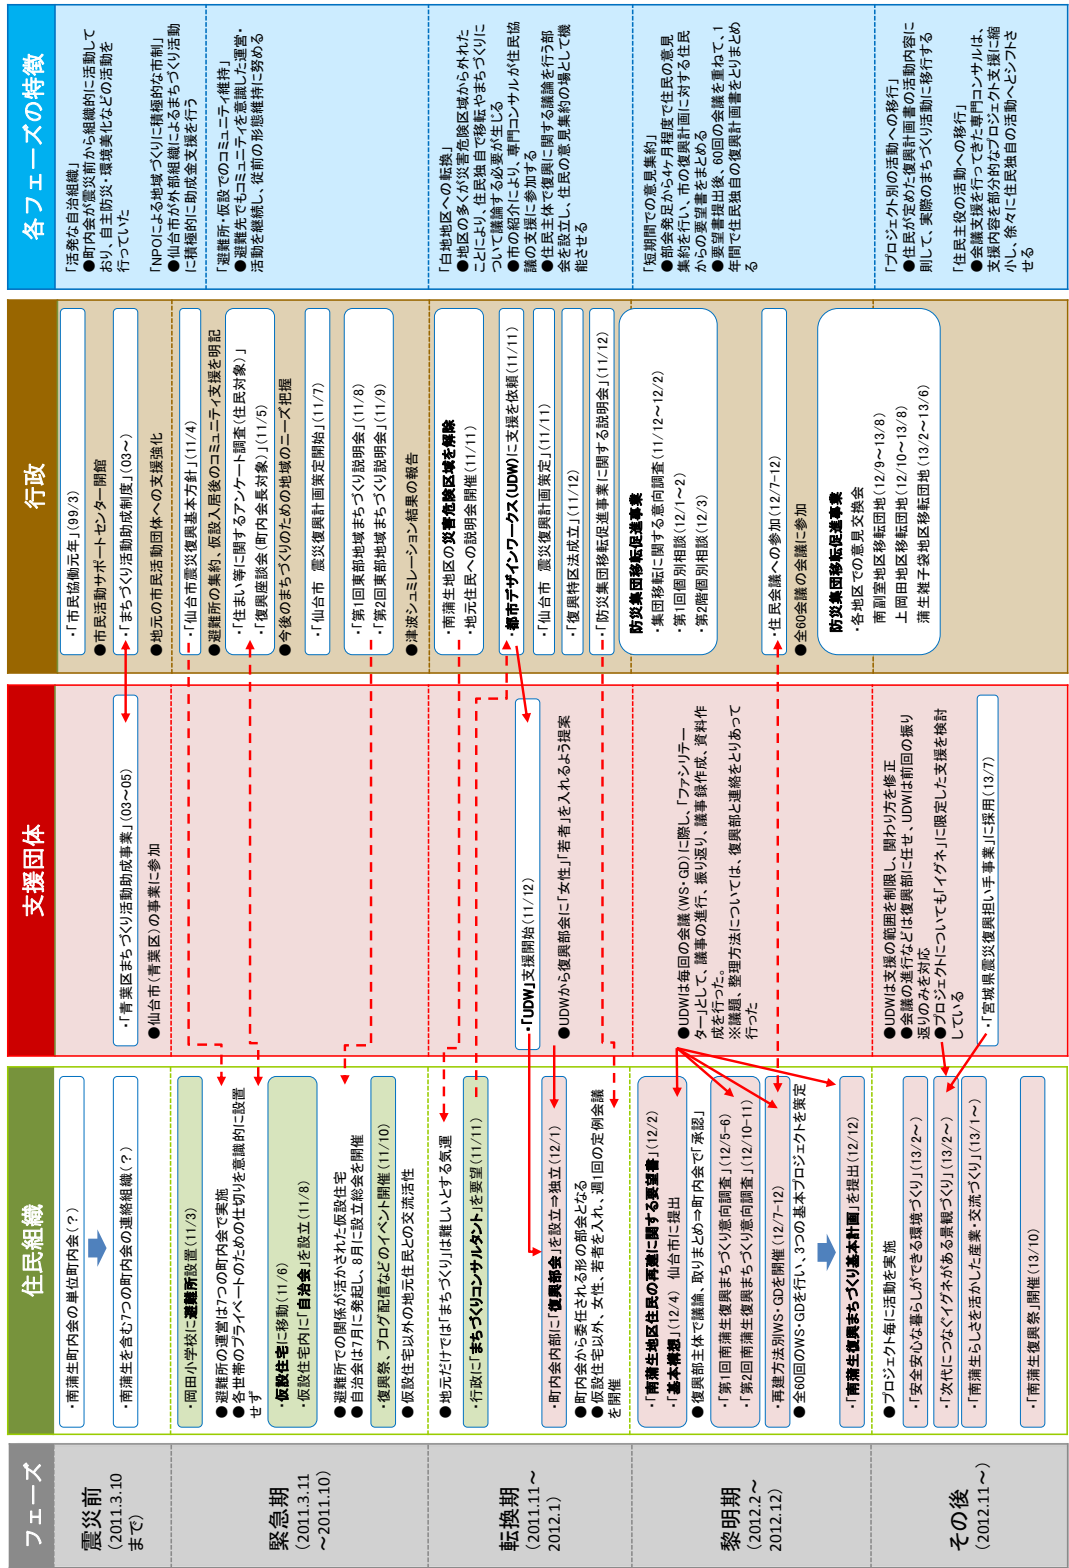 フェーズ
住民組織
支援団体
行政
各フェーズの特徴
震災前
(2011.3.10
まで)
・南蒲生町内会の単位町内会(?)
・南蒲生を含む7つの町内会の連絡組織(?)
・「青葉区まちづくり活動助成事業」(03～05)
●仙台市(青葉区)の事業に参加
・「市民協働元年」(99/3)
●市民活動サポートセンター開館
・「まちづくり活動助成制度」(03～)
●地元の市民活動団体への支援強化
「活発な自治組織」
●町内会が震災前から組織的に活動して
おり、自主防災・環境美化などの活動を
行っていた
「NPOによる地域づくりに積極的な市制」
●仙台市が外部組織によるまちづくり活動
に積極的に助成金支援を行う
緊急期
(2011.3.11
～2011.10)
・岡田小学校に避難所設置(11/3)
●避難所の運営は7つの町内会で実施
●各世帯のプライベートのための仕切りを意識的に設置
せず
・仮設住宅に移動(11/6)
・仮設住宅内に「自治会」を設立(11/8)
●避難所での関係が活かされた仮設住宅
●自治会は7月に発起し、8月に設立総会を開催
・復興祭、ブログ配信などのイベント開催(11/10)
●仮設住宅以外の地元住民との交流活性
・「仙台市震災復興基本方針」(11/4)
●避難所の集約、仮設入居後のコミュニティ支援を明記
・「住まい等に関するアンケート調査(住民対象)」
・「復興座談会(町内会長対象)」(11/5)
●今後のまちづくりのための地域のニーズ把握
・「仙台市 震災復興計画策定開始」(11/7)
・「第1回東部地域まちづくり説明会」(11/8)
・「第2回東部地域まちづくり説明会」(11/9)
●津波シュミレーション結果の報告
「避難所・仮設でのコミュニティ維持」
●避難先でもコミュニティを意識した運営・
活動を継続し、従前の形態維持に努める
転換期
(2011.11～
2012.1)
●地元だけでは「まちづくり」は難しいとする気運
・行政に「まちづくりコンサルタント」を要望(11/11)
・町内会内部に「復興部会」を設立⇒独立(12/1)
●町内会から委任される形の部会となる
●仮設住宅以外、女性、若者を入れ、週1回の定例会議
を開催
・「UDW」支援開始(11/12)
●UDWから復興部会に「女性」「若者」を入れるよう提案
・南蒲生地区の災害危険区域を解除
・地元住民への説明会開催(11/11)
・都市デザインワークス(UDW)に支援を依頼(11/11)
・「仙台市 震災復興計画策定」(11/11)
・「復興特区法成立」(11/12)
・「防災集団移転促進事業に関する説明会」(11/12)
「白地地区への転換」
●地区の多くが災害危険区域から外れた
ことにより、住民独自で移転やまちづくりに
ついて議論する必要が生じる
●市の紹介により、専門コンサルが住民協
議の支援に参加する
●住民主体で復興に関する議論を行う部
会を設立し、住民の意見集約の場として機
能させる
黎明期
(2012.2～
2012.12)
・「南蒲生地区住民の再建に関する要望書」(12/2)
・「基本構想」(12/4) 仙台市に提出
●復興部主体で議論、取りまとめ⇒町内会で「承認」
・「第1回南蒲生復興まちづくり意向調査」(12/5-6)
・「第2回南蒲生復興まちづくり意向調査」(12/10-11)
・再建方法別WS・GDを開催(12/7-12)
●全60回のWS・GDを行い、3つの基本プロジェクトを策定
・「南蒲生復興まちづくり基本計画」を提出(12/12)
●UDWは毎回の会議(WS・GD)に際し、「ファシリテー
ター」として、議事の進行、振り返り、議事録作成、資料作
成を行った。
※議題、整理方法については、復興部と連絡をとりあって
行った
防災集団移転促進事業
・集団移転に関する意向調査(11/12～12/2)
・第1回個別相談(12/1～2)
・第2階個別相談(12/3)
・住民会議への参加(12/7-12)
●全60会議の会議に参加
「短期間での意見集約」
●部会発足から4ヶ月程度で住民の意見
集約を行い、市の復興計画に対する住民
からの要望書をまとめる
●要望書提出後、60回の会議を重ねて、1
年間で住民独自の復興計画書をとりまとめ
る
その後
(2012.11～)
●プロジェクト毎に活動を実施
・「安全安心な暮らしができる環境づくり」(13/2～)
・「次代につなぐイグネがある景観づくり」(13/2～)
・「南蒲生らしさを活かした産業・交流づくり」(13/1～)
・「南蒲生復興祭」開催(13/10)
●UDWは支援の範囲を制限し、関わり方を修正
●会議の進行などは復興部に任せ、UDWは前回の振り
返りのみを対応
●プロジェクトについても「イグネ」に限定した支援を検討
している
・「宮城県震災復興担い手事業」に採用(13/7)
防災集団移転促進事業
・各地区での意見交換会
南副室地区移転団地(12/9～13/8)
上岡田地区移転団地(12/10～13/8)
蒲生雑子袋地区移転団地(13/2～13/6)
「プロジェクト別の活動への移行」
●住民が定めた復興計画書の活動内容に
則して、実際のまちづくり活動に移行する
「住民主役の活動への移行」
●会議支援を行ってきた専門コンサルは、
支援内容を部分的なプロジェクト支援に縮
小し、徐々に住民独自の活動へとシフトさ
せる